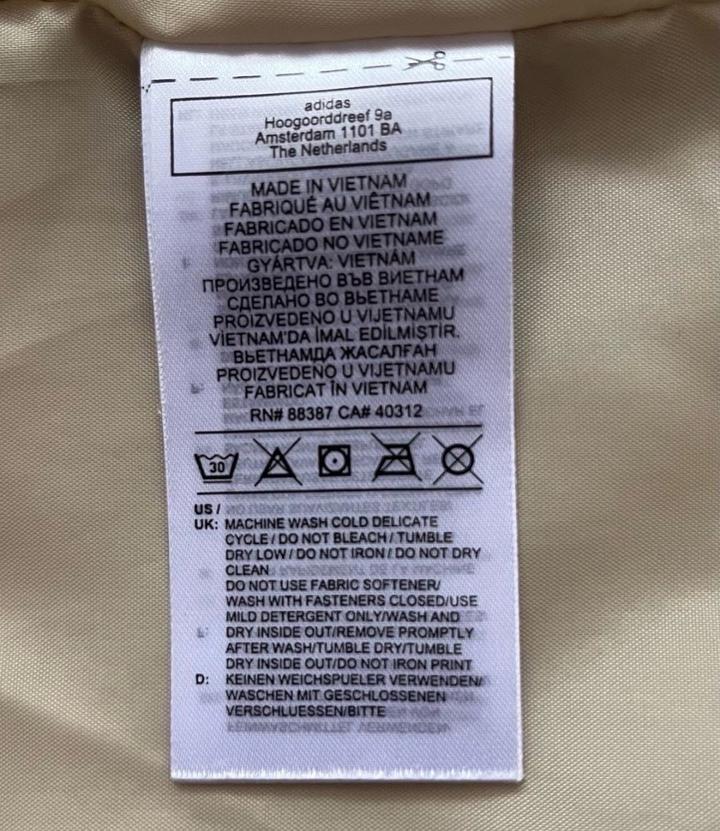 adidas
Hoogoorddreef 9a
Amsterdam 1101 BA
The Netherlands
MADE IN VIETNAM
FABRIQUÉ AU VIÊTNAM
FABRICADO EN VIETNAM
FABRICADO NO VIETNAME
GYÁRTVA: VIETNÁM
ПРОИЗВЕДЕНО ВЪВ ВИЕТНАМ
СДЕЛАНО ВО ВЬЕТНАМЕ
PROIZVEDENO U VIJETNAMU
VİETNAM'DA İMAL EDİLMİŞTİR.
ВЬЕТНАМДА ЖАСАЛҒАН
PROIZVEDENO U VIJETNAMU
FABRICAT ÎN VIETNAM
RN# 88387 CA# 40312
30
US /
UK: MACHINE WASH COLD DELICATE
CYCLE / DO NOT BLEACH / TUMBLE
DRY LOW / DO NOT IRON / DO NOT DRY
CLEAN
DO NOT USE FABRIC SOFTENER/
WASH WITH FASTENERS CLOSED/USE
MILD DETERGENT ONLY/WASH AND
DRY INSIDE OUT/REMOVE PROMPTLY
AFTER WASH/TUMBLE DRY/TUMBLE
DRY INSIDE OUT/DO NOT IRON PRINT
D: KEINEN WEICHSPUELER VERWENDEN/
WASCHEN MIT GESCHLOSSENEN
VERSCHLUESSEN/BITTE